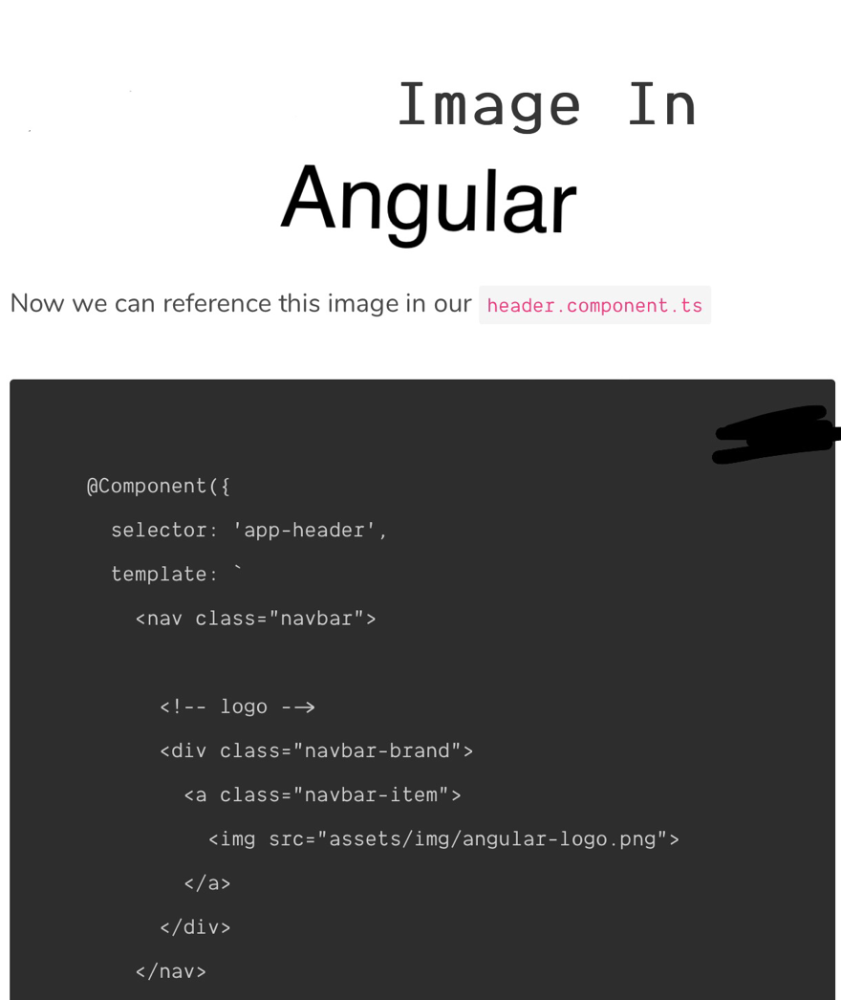 Image In
Angular
Now we can reference this image in our header.component.ts
@Component({
selector: 'app-header',
template: `
<nav class="navbar">
<!-- logo -->
<div class="navbar-brand">
<a class="navbar-item">
<img src="assets/img/angular-logo.png">
</a>
</div>
</nav>